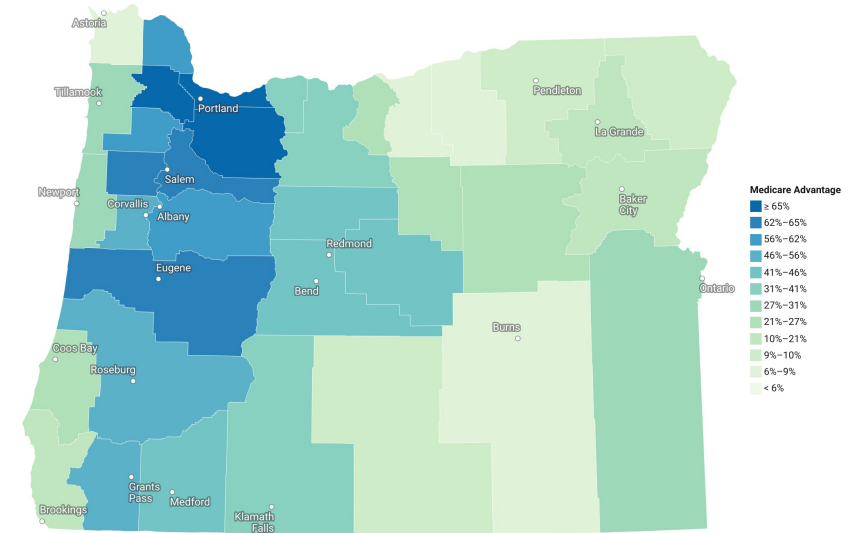 Astoria
Tillamook
Portland
Pendleton
La Grande
Salem
Newport
Corvallis
Albany
Baker
City
Redmond
Eugene
Bend
Ontario
Burns
Coos Bay
Roseburg
Grants
Pass
Medford
Brookings
Klamath
Falls
Medicare Advantage
≥ 65%
62%–65%
56%–62%
46%–56%
41%–46%
31%–41%
27%–31%
21%–27%
10%–21%
9%–10%
6%–9%
< 6%